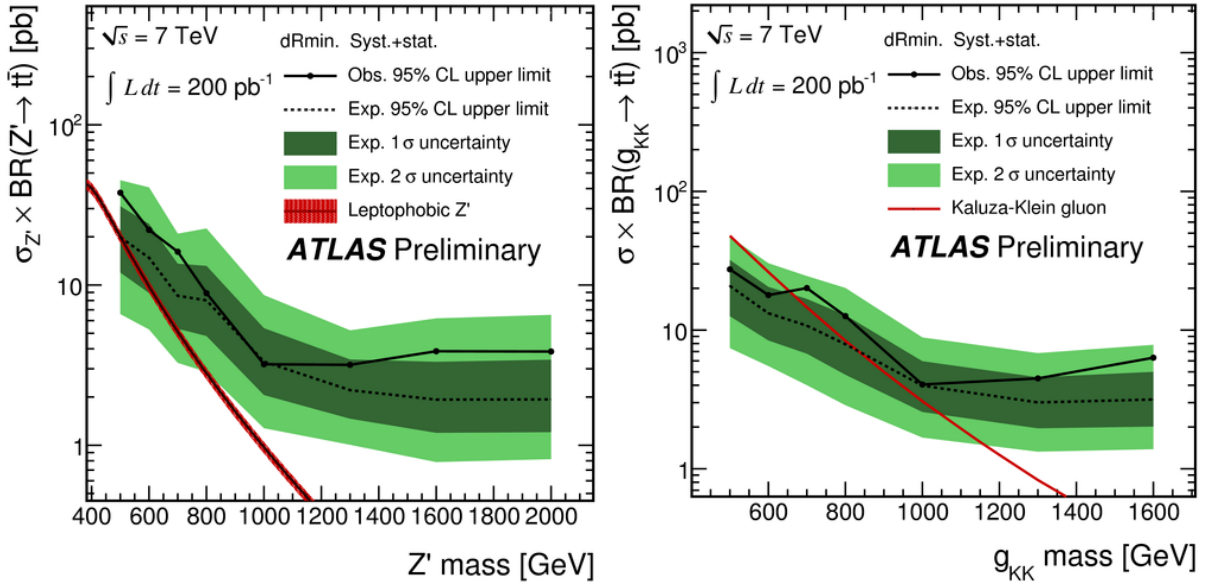 σ_Z' × BR(Z' → tt̄) [pb]
√s = 7 TeV
∫ L dt = 200 pb⁻¹
dRmin. Syst.+stat.
Obs. 95% CL upper limit
Exp. 95% CL upper limit
Exp. 1 σ uncertainty
Exp. 2 σ uncertainty
Leptophobic Z'
ATLAS Preliminary
10²
10
1
400 600 800 1000 1200 1400 1600 1800 2000
Z' mass [GeV]
σ × BR(g_KK → tt̄) [pb]
√s = 7 TeV
∫ L dt = 200 pb⁻¹
dRmin. Syst.+stat.
Obs. 95% CL upper limit
Exp. 95% CL upper limit
Exp. 1 σ uncertainty
Exp. 2 σ uncertainty
Kaluza-Klein gluon
ATLAS Preliminary
10³
10²
10
1
600 800 1000 1200 1400 1600
g_KK mass [GeV]